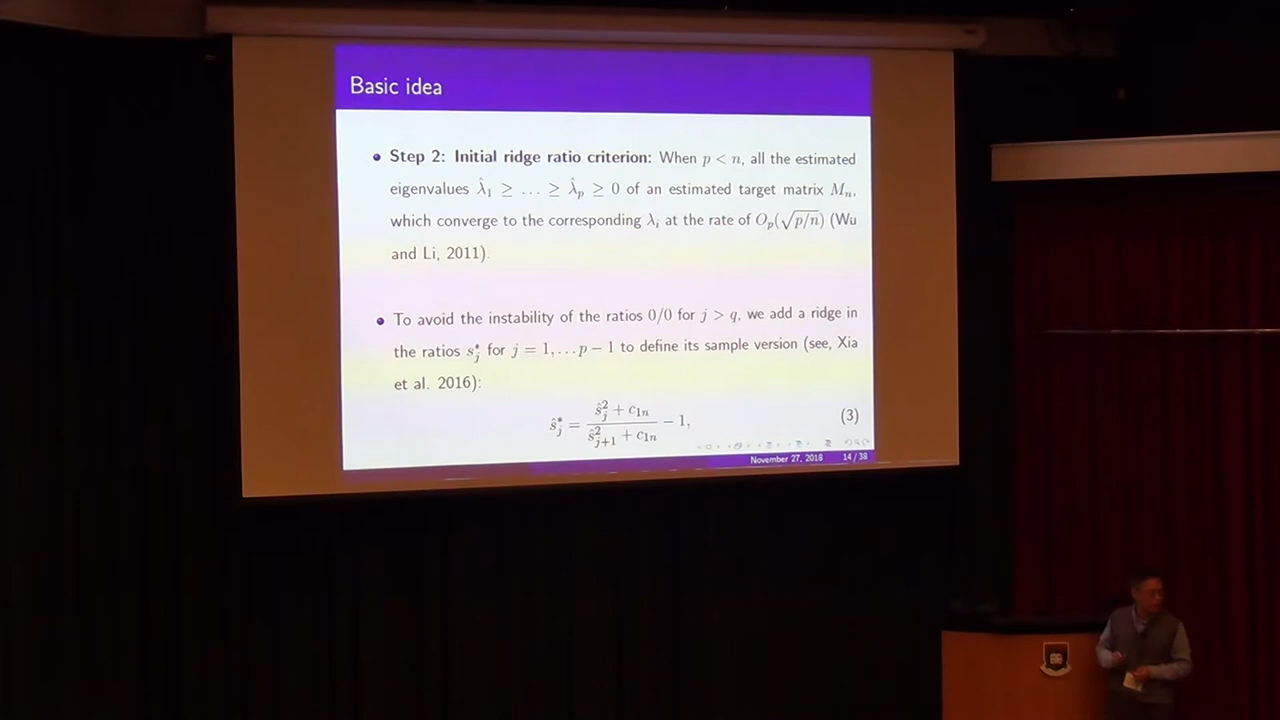 Basic idea
Step 2: Initial ridge ratio criterion: When p < n, all the estimated
eigenvalues λ̂₁ ≥ … ≥ λ̂ₚ ≥ 0 of an estimated target matrix Mₙ,
which converge to the corresponding λᵢ at the rate of Oₚ(√p/n) (Wu
and Li, 2011).
To avoid the instability of the ratios 0/0 for j > q, we add a ridge in
the ratios s*ⱼ for j = 1, … p − 1 to define its sample version (see, Xia
et al. 2016):
ŝ*ⱼ = (ŝ²ⱼ + c₁ₙ)/(ŝ²ⱼ₊₁ + c₁ₙ) − 1, (3)
November 27, 2018 14 / 38